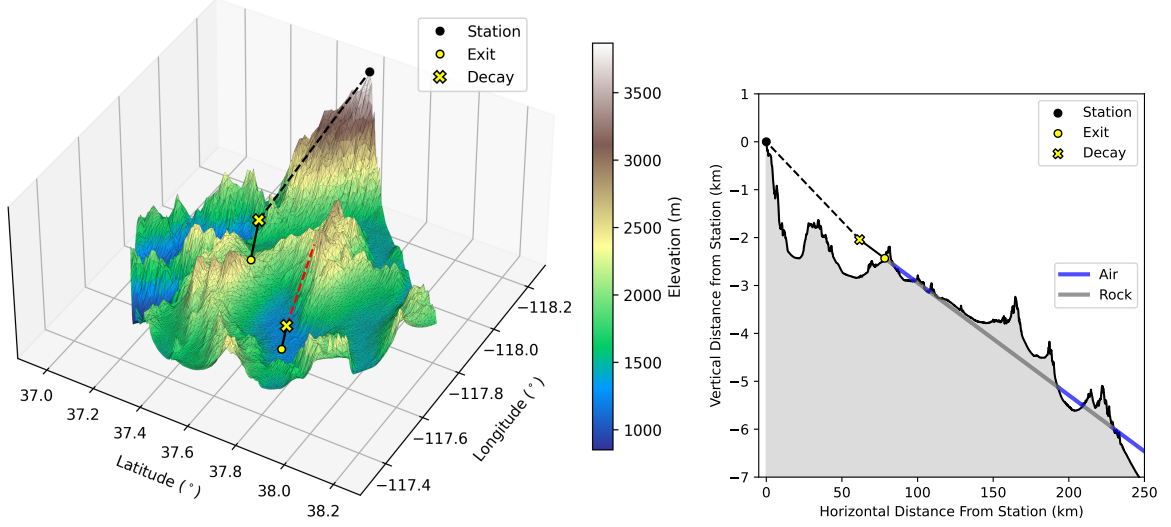 Station
Exit
Decay
37.0
37.2
37.4
37.6
37.8
38.0
38.2
Latitude (°)
−117.4
−117.6
−117.8
−118.0
−118.2
Longitude (°)
3500
3000
2500
2000
1500
1000
Elevation (m)
1
0
−1
−2
−3
−4
−5
−6
−7
Vertical Distance from Station (km)
Station
Exit
Decay
Air
Rock
0
50
100
150
200
250
Horizontal Distance From Station (km)